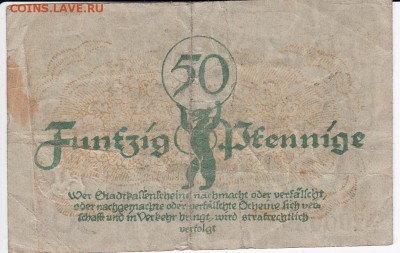 COINS.LAVE.RU
50
Funfzig Pfennige
Wer Stadtkassenscheine nachmacht oder verfälscht,
oder nachgemachte oder verfälschte Scheine sich ver-
schafft und in Verkehr bringt, wird strafrechtlich
verfolgt